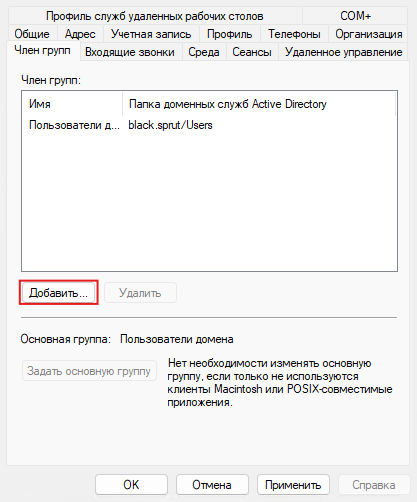 Профиль служб удаленных рабочих столов COM+
Общие Адрес Учетная запись Профиль Телефоны Организация
Член групп Входящие звонки Среда Сеансы Удаленное управление
Член групп:
Имя Папка доменных служб Active Directory
Пользователи д... black.sprut/Users
Добавить... Удалить
Основная группа: Пользователи домена
Задать основную группу
Нет необходимости изменять основную
группу, если только не используются
клиенты Macintosh или POSIX-совместимые
приложения.
OK Отмена Применить Справка